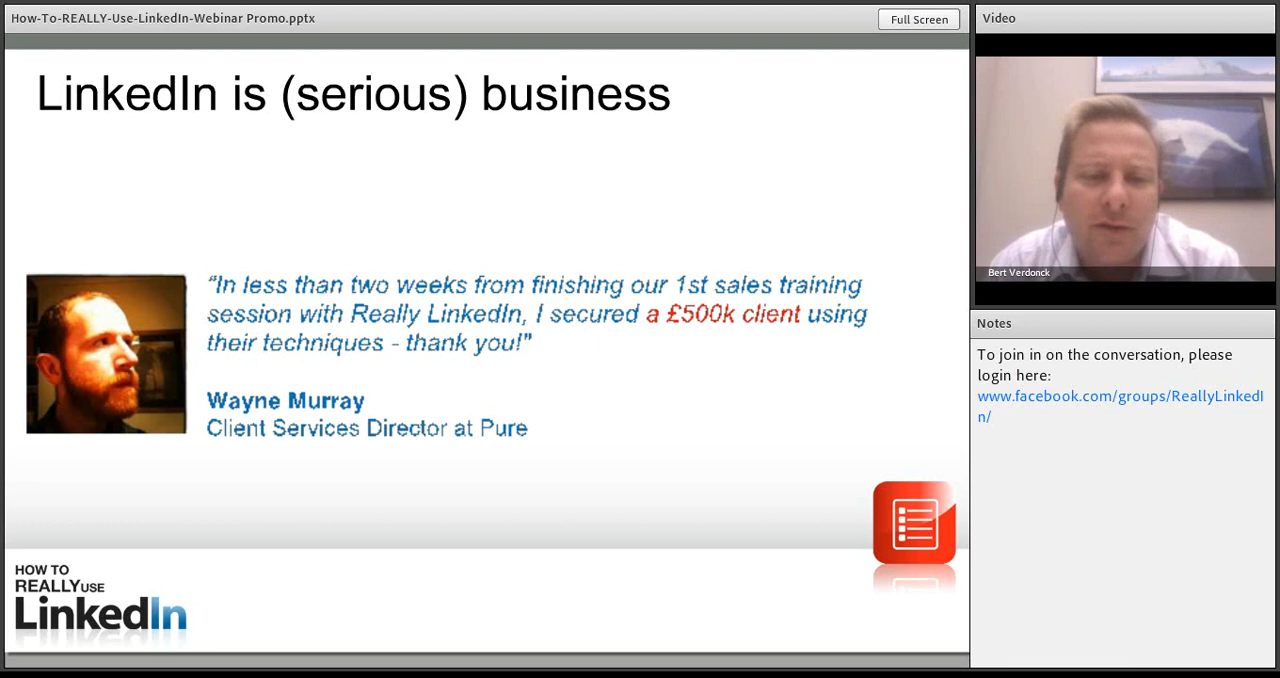 How-To-REALLY-Use-LinkedIn-Webinar Promo.pptx
Full Screen
LinkedIn is (serious) business
"In less than two weeks from finishing our 1st sales training
session with Really LinkedIn, I secured a £500k client using
their techniques - thank you!"
Wayne Murray
Client Services Director at Pure
HOW TO
REALLY USE
LinkedIn
Video
Bert Verdonck
Notes
To join in on the conversation, please
login here:
www.facebook.com/groups/ReallyLinkedI
n/